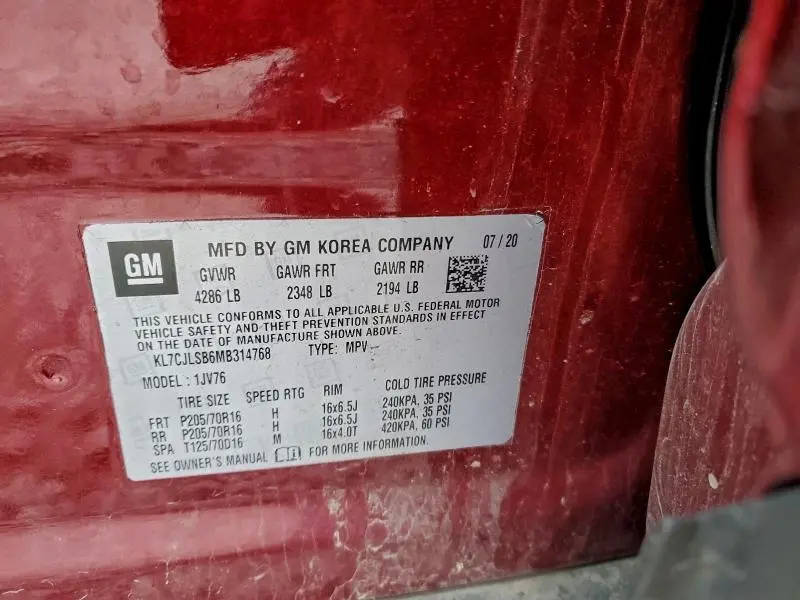 GM MFD BY GM KOREA COMPANY 07/20
GVWR GAWR FRT GAWR RR
4286 LB 2348 LB 2194 LB
THIS VEHICLE CONFORMS TO ALL APPLICABLE U.S. FEDERAL MOTOR
VEHICLE SAFETY AND THEFT PREVENTION STANDARDS IN EFFECT
ON THE DATE OF MANUFACTURE SHOWN ABOVE.
KL7CJLSB6MB314768 TYPE: MPV
MODEL: 1JV76
TIRE SIZE SPEED RTG RIM COLD TIRE PRESSURE
FRT P205/70R16 H 16x6.5J 240KPA, 35 PSI
RR P205/70R16 H 16x6.5J 240KPA, 35 PSI
SPA T125/70D16 M 16x4.0T 420KPA, 60 PSI
SEE OWNER'S MANUAL FOR MORE INFORMATION.